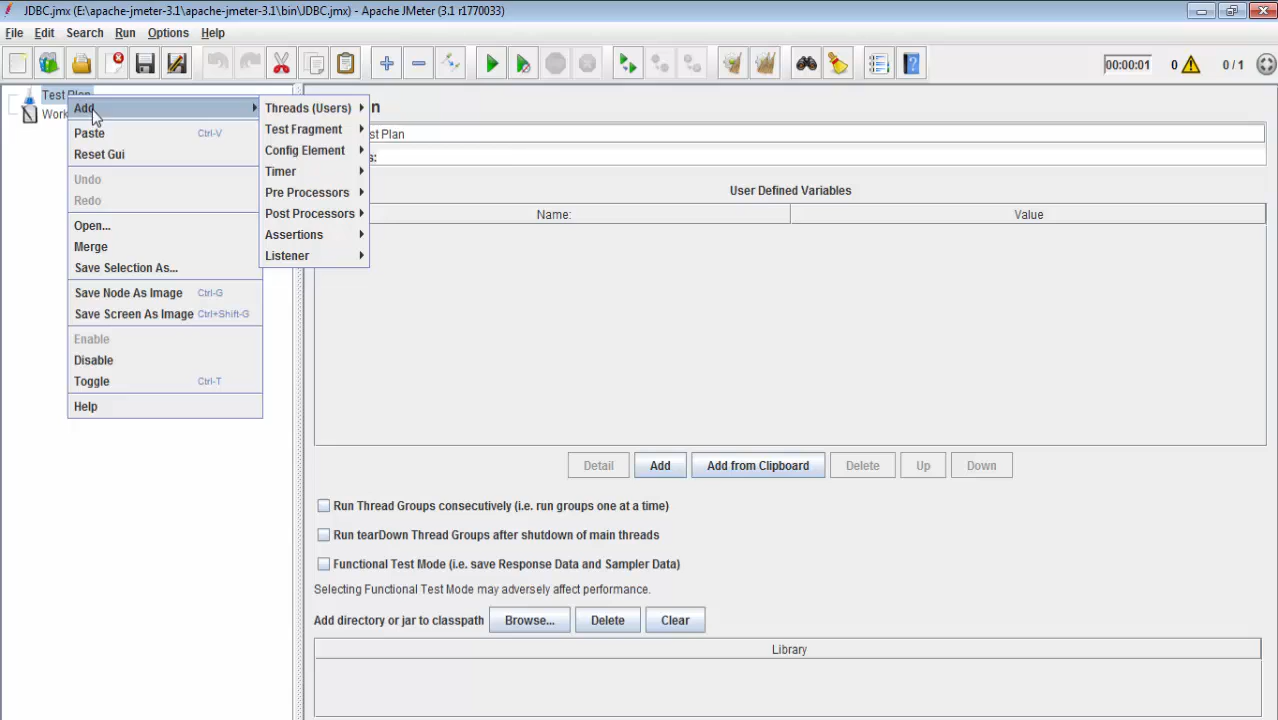 JDBC.jmx (E:\apache-jmeter-3.1\apache-jmeter-3.1\bin\JDBC.jmx) - Apache JMeter (3.1 r1770033)
File Edit Search Run Options Help
00:00:01 0 0 / 1
Test Plan
Work
Add
Paste Ctrl-V
Reset Gui
Undo
Redo
Open...
Merge
Save Selection As...
Save Node As Image Ctrl-G
Save Screen As Image Ctrl+Shift-G
Enable
Disable
Toggle Ctrl-T
Help
Threads (Users)
Test Fragment
Config Element
Timer
Pre Processors
Post Processors
Assertions
Listener
n
st Plan
s:
User Defined Variables
Name: Value
Detail Add Add from Clipboard Delete Up Down
Run Thread Groups consecutively (i.e. run groups one at a time)
Run tearDown Thread Groups after shutdown of main threads
Functional Test Mode (i.e. save Response Data and Sampler Data)
Selecting Functional Test Mode may adversely affect performance.
Add directory or jar to classpath Browse... Delete Clear
Library